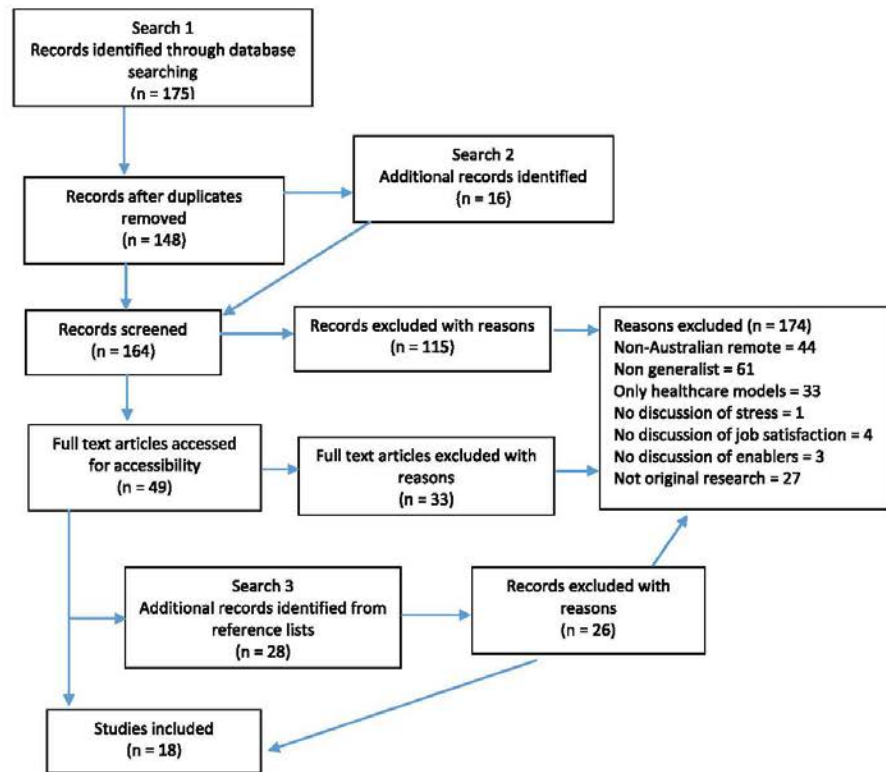 Search 1
Records identified through database
searching
(n = 175)
Search 2
Additional records identified
(n = 16)
Records after duplicates
removed
(n = 148)
Records screened
(n = 164)
Records excluded with reasons
(n = 115)
Reasons excluded (n = 174)
Non-Australian remote = 44
Non generalist = 61
Only healthcare models = 33
No discussion of stress = 1
No discussion of job satisfaction = 4
No discussion of enablers = 3
Not original research = 27
Full text articles accessed
for accessibility
(n = 49)
Full text articles excluded with
reasons
(n = 33)
Search 3
Additional records identified from
reference lists
(n = 28)
Records excluded with
reasons
(n = 26)
Studies included
(n = 18)